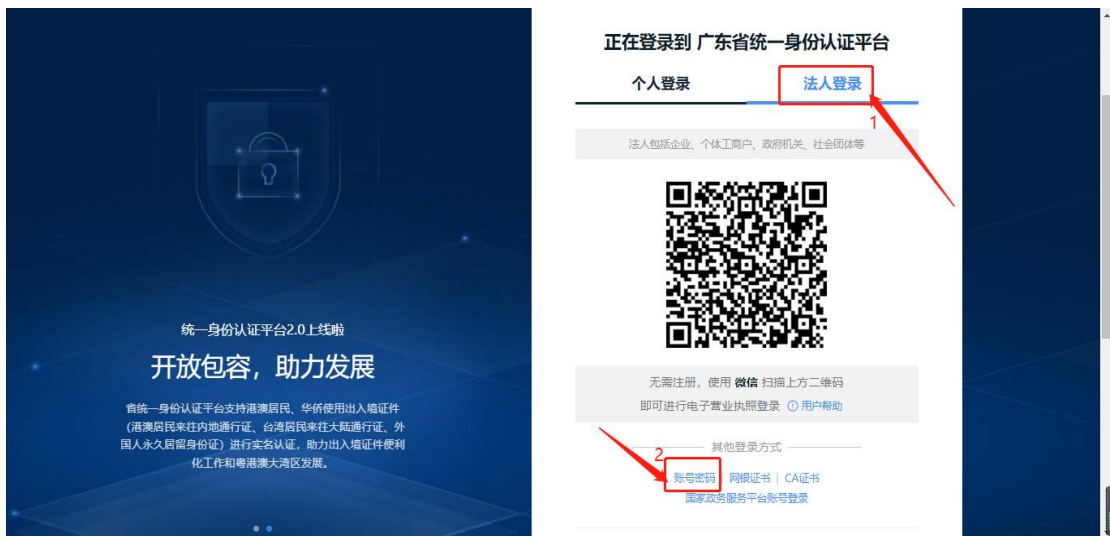 统一身份认证平台2.0上线啦
开放包容，助力发展
省统一身份认证平台支持港澳居民、华侨使用出入境证件
(港澳居民来往内地通行证、台湾居民来往大陆通行证、外
国人永久居留身份证) 进行实名认证，助力出入境证件便利
化工作和粤港澳大湾区发展。
正在登录到 广东省统一身份认证平台
个人登录 法人登录
1
法人包括企业、个体工商户、政府机关、社会团体等
无需注册，使用 微信 扫描上方二维码
即可进行电子营业执照登录 用户帮助
其他登录方式
2
账号密码 | 网银证书 | CA证书
国家政务服务平台账号登录